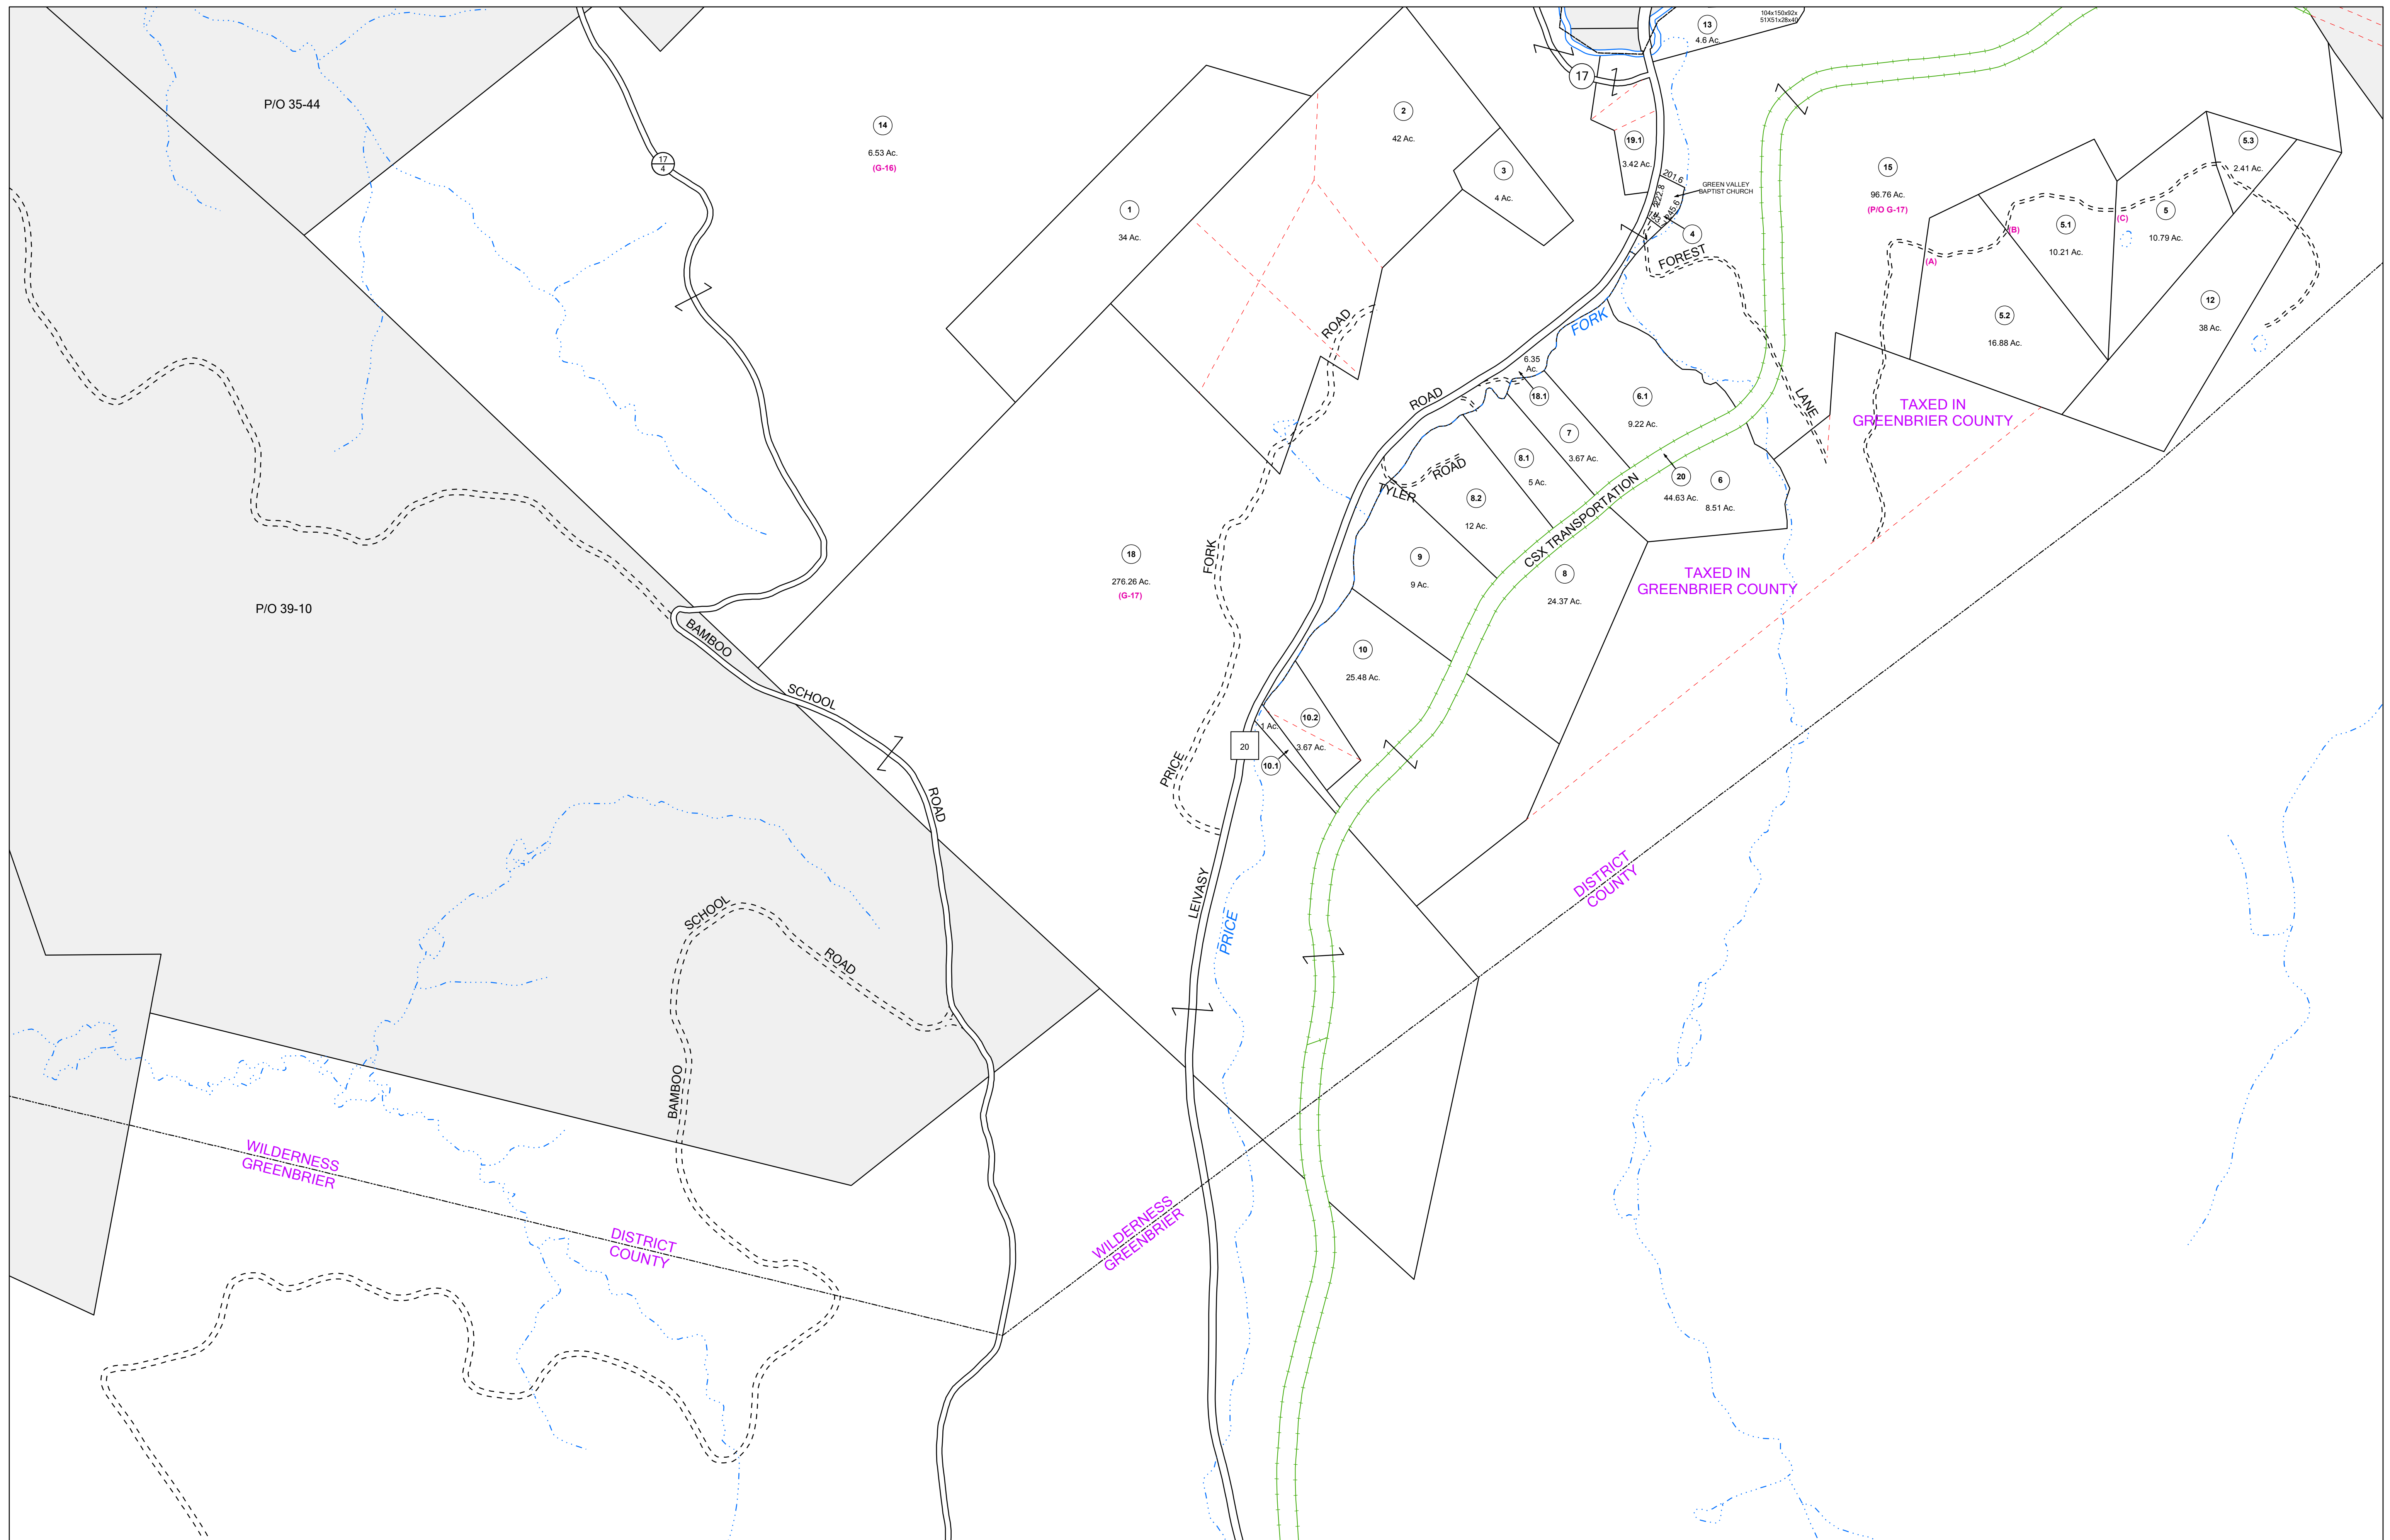 104x150x92x
51X51x28x40
13
4.6 Ac.
17
P/O 35-44
14
6.53 Ac.
(G-16)
17
4
2
42 Ac.
3
4 Ac.
1
34 Ac.
19.1
3.42 Ac.
201.6
222.8
245.6
GREEN VALLEY
BAPTIST CHURCH
4
15
96.76 Ac.
(P/O G-17)
5.3
2.41 Ac.
5
10.79 Ac.
(C)
5.1
10.21 Ac.
(B)
(A)
12
38 Ac.
5.2
16.88 Ac.
FOREST
LANE
FORK
ROAD
ROAD
6.35
Ac.
18.1
6.1
9.22 Ac.
7
3.67 Ac.
8.1
5 Ac.
20
44.63 Ac.
6
8.51 Ac.
TAXED IN
GREENBRIER COUNTY
TYLER
ROAD
8.2
12 Ac.
CSX TRANSPORTATION
9
9 Ac.
8
24.37 Ac.
TAXED IN
GREENBRIER COUNTY
18
276.26 Ac.
(G-17)
FORK
PRICE
P/O 39-10
BAMBOO
SCHOOL
ROAD
10
25.48 Ac.
10.2
3.67 Ac.
1 Ac.
10.1
20
LEIVASY
PRICE
DISTRICT
COUNTY
SCHOOL
ROAD
BAMBOO
WILDERNESS
GREENBRIER
DISTRICT
COUNTY
WILDERNESS
GREENBRIER